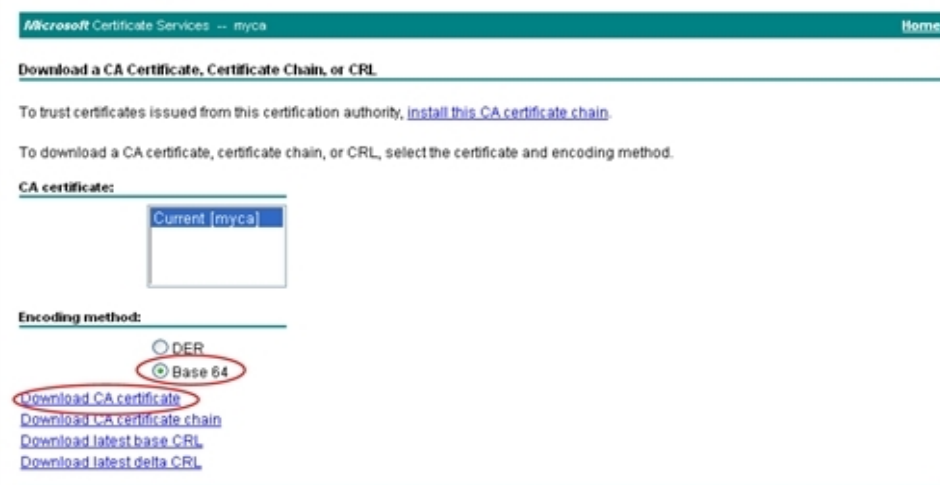 Microsoft Certificate Services -- myca Home
Download a CA Certificate, Certificate Chain, or CRL
To trust certificates issued from this certification authority, install this CA certificate chain.
To download a CA certificate, certificate chain, or CRL, select the certificate and encoding method.
CA certificate:
Current [myca]
Encoding method:
DER
Base 64
Download CA certificate
Download CA certificate chain
Download latest base CRL
Download latest delta CRL